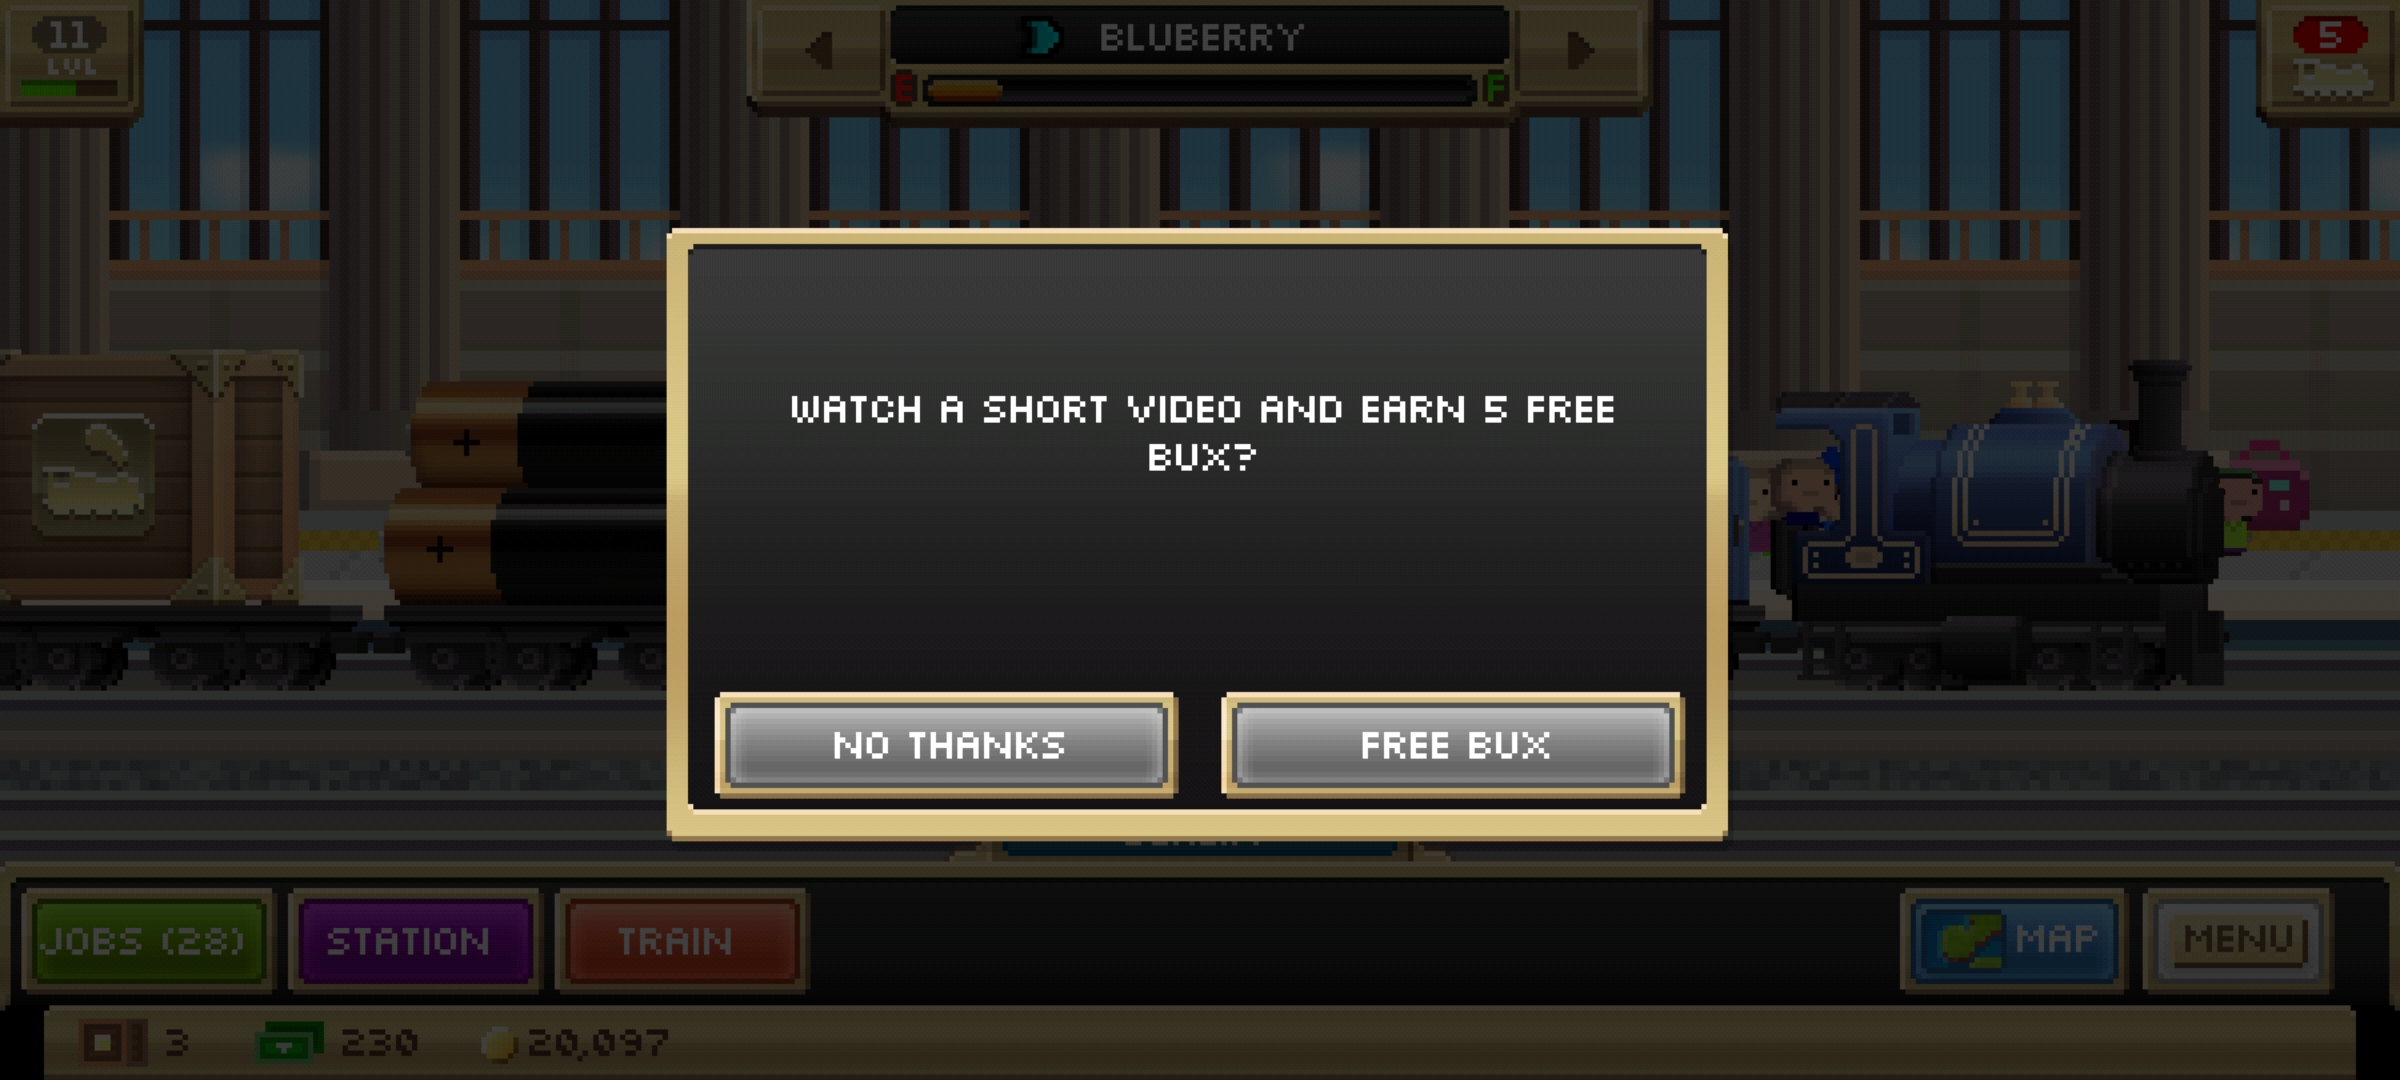 11
LVL
BLUBERRY
E
F
5
WATCH A SHORT VIDEO AND EARN 5 FREE
BUX?
NO THANKS
FREE BUX
JOBS (28)
STATION
TRAIN
MAP
MENU
3
230
20,097